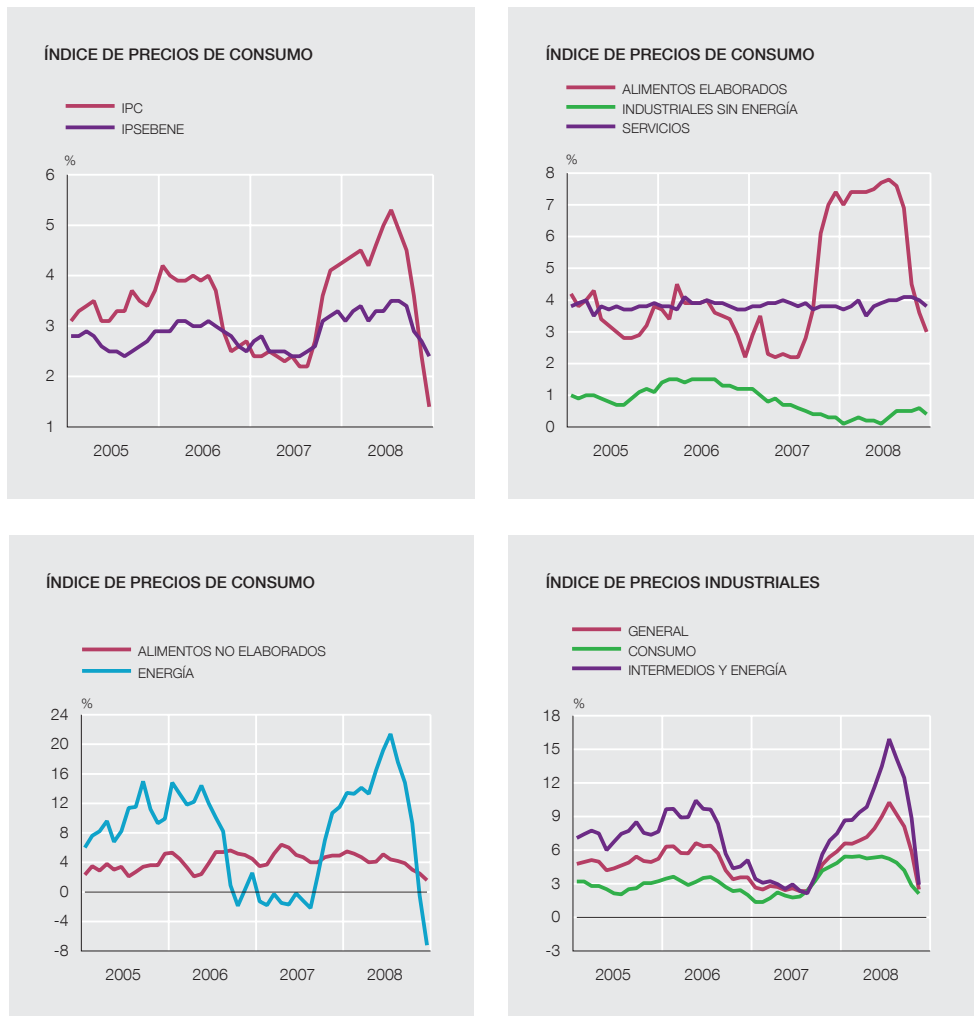 ÍNDICE DE PRECIOS DE CONSUMO
IPC
IPSEBENE
%
6
5
4
3
2
1
2005 2006 2007 2008
ÍNDICE DE PRECIOS DE CONSUMO
ALIMENTOS ELABORADOS
INDUSTRIALES SIN ENERGÍA
SERVICIOS
%
8
7
6
5
4
3
2
1
0
2005 2006 2007 2008
ÍNDICE DE PRECIOS DE CONSUMO
ALIMENTOS NO ELABORADOS
ENERGÍA
%
24
20
16
12
8
4
0
-4
-8
2005 2006 2007 2008
ÍNDICE DE PRECIOS INDUSTRIALES
GENERAL
CONSUMO
INTERMEDIOS Y ENERGÍA
%
18
15
12
9
6
3
0
-3
2005 2006 2007 2008